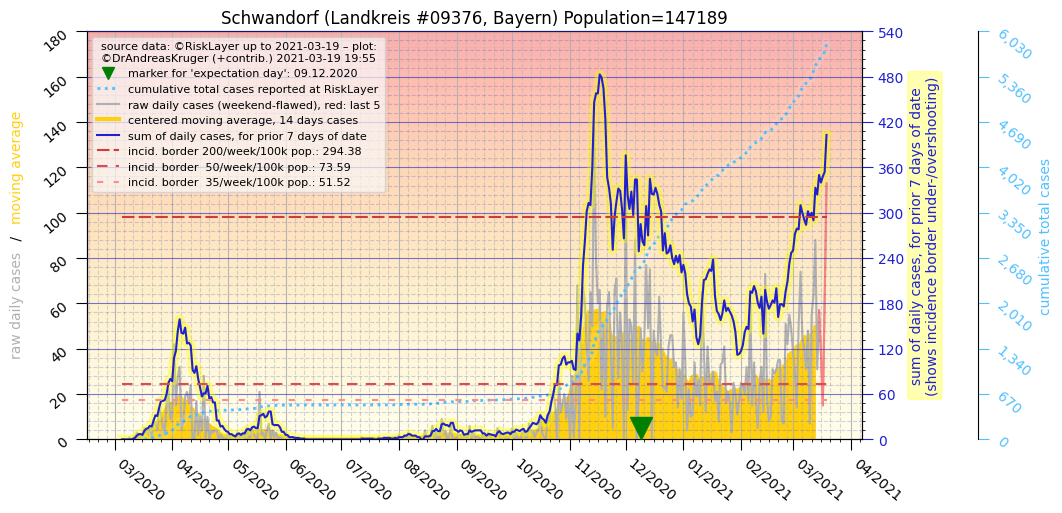 Schwandorf (Landkreis #09376, Bayern) Population=147189
source data: ©RiskLayer up to 2021-03-19 – plot:
©DrAndreasKruger (+contrib.) 2021-03-19 19:55
marker for 'expectation day': 09.12.2020
cumulative total cases reported at RiskLayer
raw daily cases (weekend-flawed), red: last 5
centered moving average, 14 days cases
sum of daily cases, for prior 7 days of date
incid. border 200/week/100k pop.: 294.38
incid. border  50/week/100k pop.: 73.59
incid. border  35/week/100k pop.: 51.52
raw daily cases / moving average
180
160
140
120
100
80
60
40
20
0
03/2020
04/2020
05/2020
06/2020
07/2020
08/2020
09/2020
10/2020
11/2020
12/2020
01/2021
02/2021
03/2021
04/2021
540
480
420
360
300
240
180
120
60
0
sum of daily cases, for prior 7 days of date
(shows incidence border under-/overshooting)
6,030
5,360
4,690
4,020
3,350
2,680
2,010
1,340
670
0
cumulative total cases